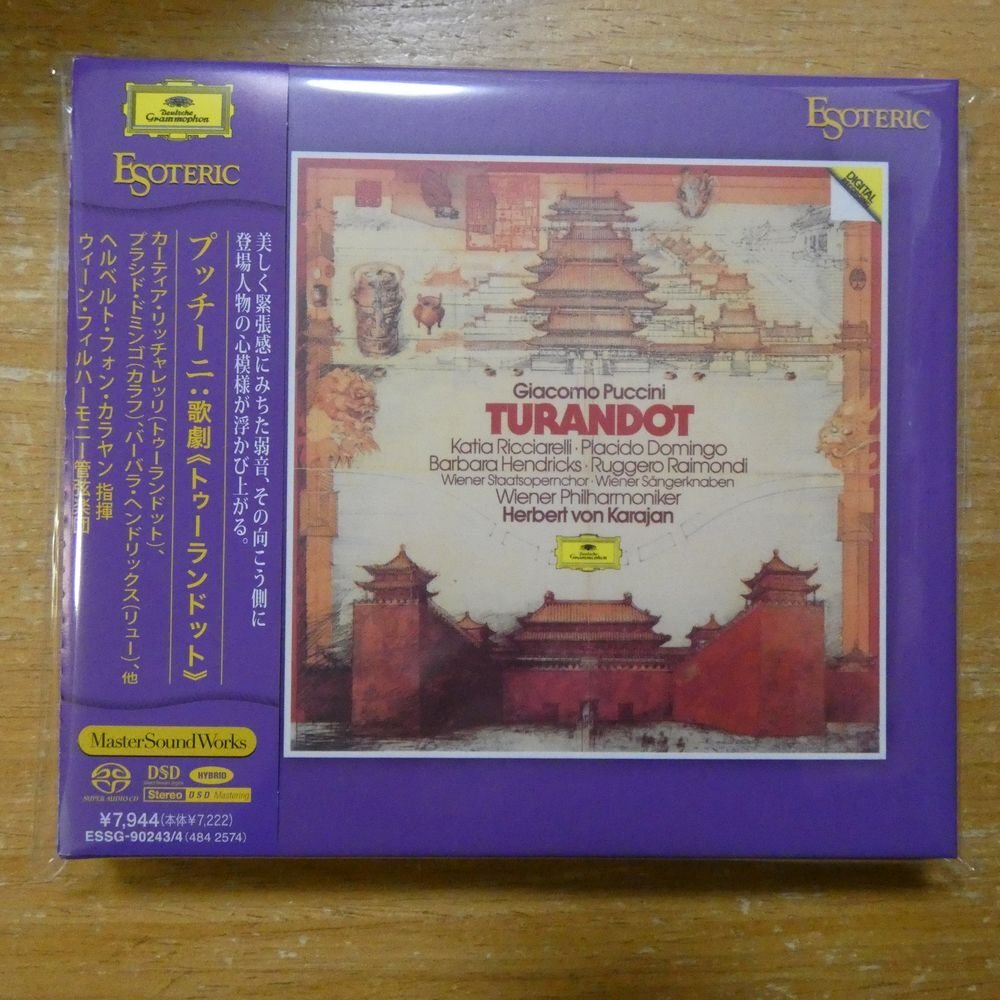 Deutsche
Grammophon
ESOTERIC
美しく緊張感にみちた弱音、その向こう側に
登場人物の心模様が浮かび上がる。
プッチーニ：歌劇《トゥーランドット》
カーティア・リッチャレッリ（トゥーランドット）、
プラシド・ドミンゴ（カラフ）、バーバラ・ヘンドリックス（リュー）、他
ヘルベルト・フォン・カラヤン 指揮
ウィーン・フィルハーモニー管弦楽団
MasterSoundWorks
SUPER AUDIO CD
DSD
HYBRID
Stereo
DSD Mastering
¥7,944(本体¥7,222)
ESSG-90243/4(484 2574)
ESOTERIC
DIGITAL
Giacomo Puccini
TURANDOT
Katia Ricciarelli · Placido Domingo
Barbara Hendricks · Ruggero Raimondi
Wiener Staatsopernchor · Wiener Sängerknaben
Wiener Philharmoniker
Herbert von Karajan
Deutsche
Grammophon